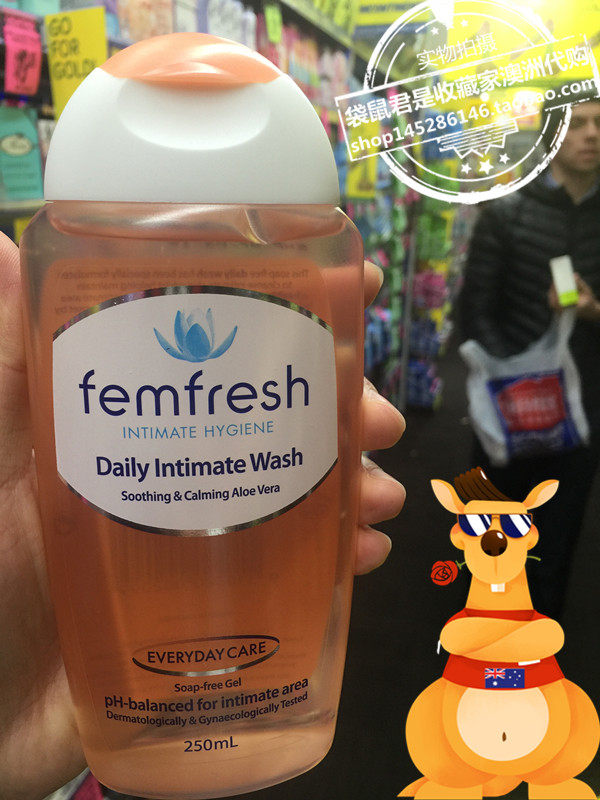 GO
FOR
GOLD!
实物拍摄
袋鼠君是收藏家澳洲代购
shop145286146.taobao.com
femfresh
INTIMATE HYGIENE
Daily Intimate Wash
Soothing & Calming Aloe Vera
EVERYDAY CARE
Soap-free Gel
pH-balanced for intimate area
Dermatologically & Gynaecologically Tested
250mL